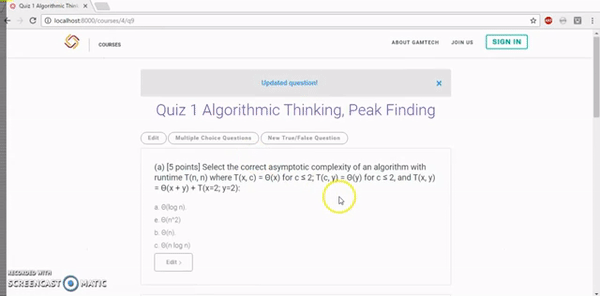 Quiz 1 Algorithmic Thin
localhost:8000/courses/4/q9
COURSES
ABOUT GAMTECH
JOIN US
SIGN IN
Updated question!
Quiz 1 Algorithmic Thinking, Peak Finding
Edit
Multiple Choice Questions
New True/False Question
(a) [5 points] Select the correct asymptotic complexity of an algorithm with
runtime T(n, n) where T(x, c) = Θ(x) for c ≤ 2; T(c, y) = Θ(y) for c ≤ 2, and T(x, y)
= Θ(x + y) + T(x=2; y=2):
a. Θ(log n).
e. Θ(n^2)
b. Θ(n).
c. Θ(n log n)
Edit
RECORDED WITH
SCREENCAST MATIC